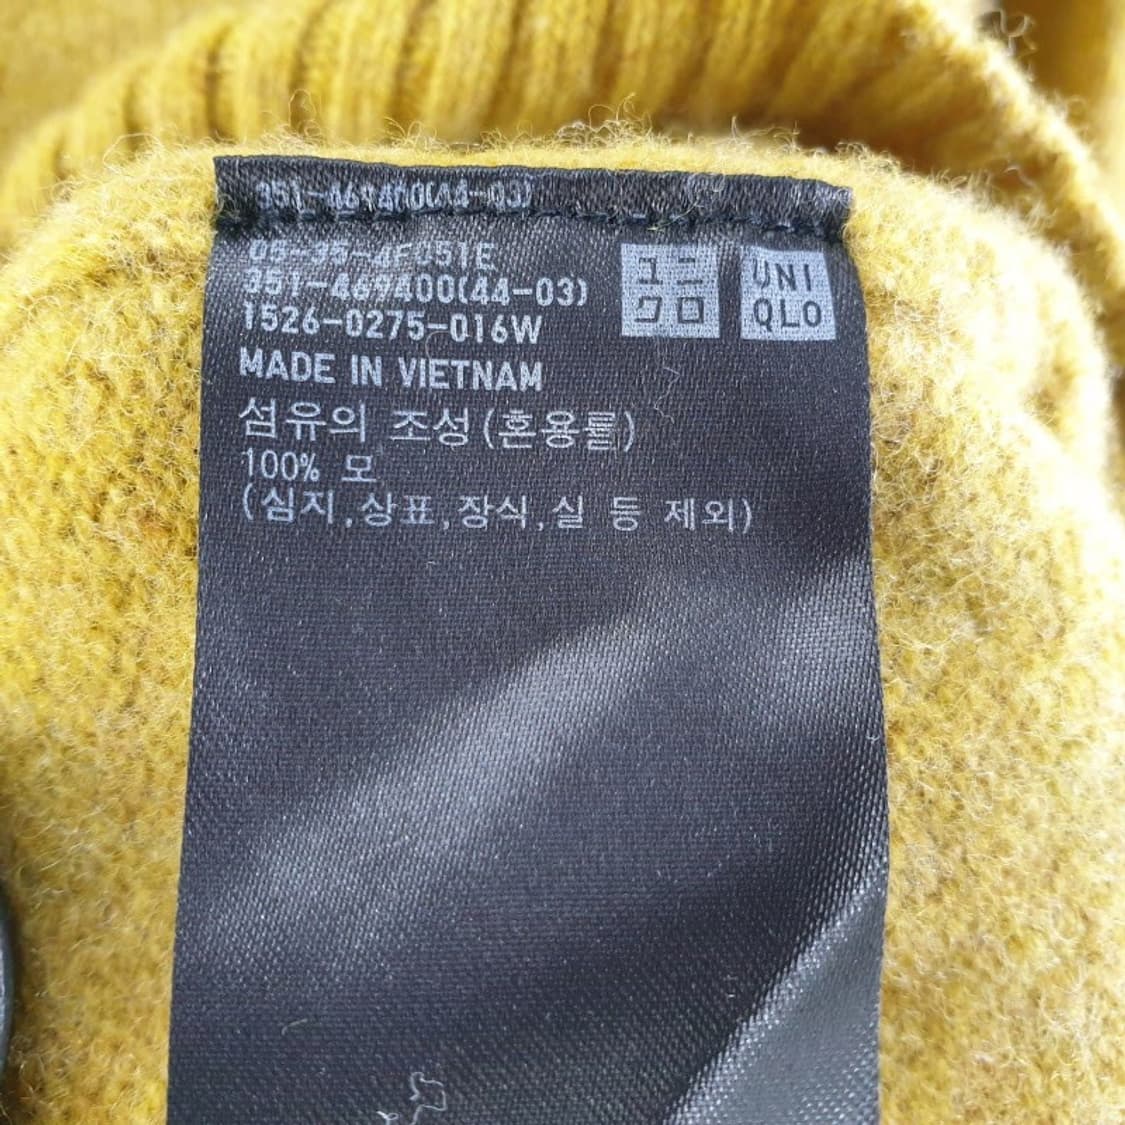 351-469400(44-03)
05-35-4F051E
351-469400(44-03)
1526-0275-016W
MADE IN VIETNAM
섬유의 조성(혼용률)
100% 모
(심지,상표,장식,실 등 제외)
ユニ
クロ
UNI
QLO